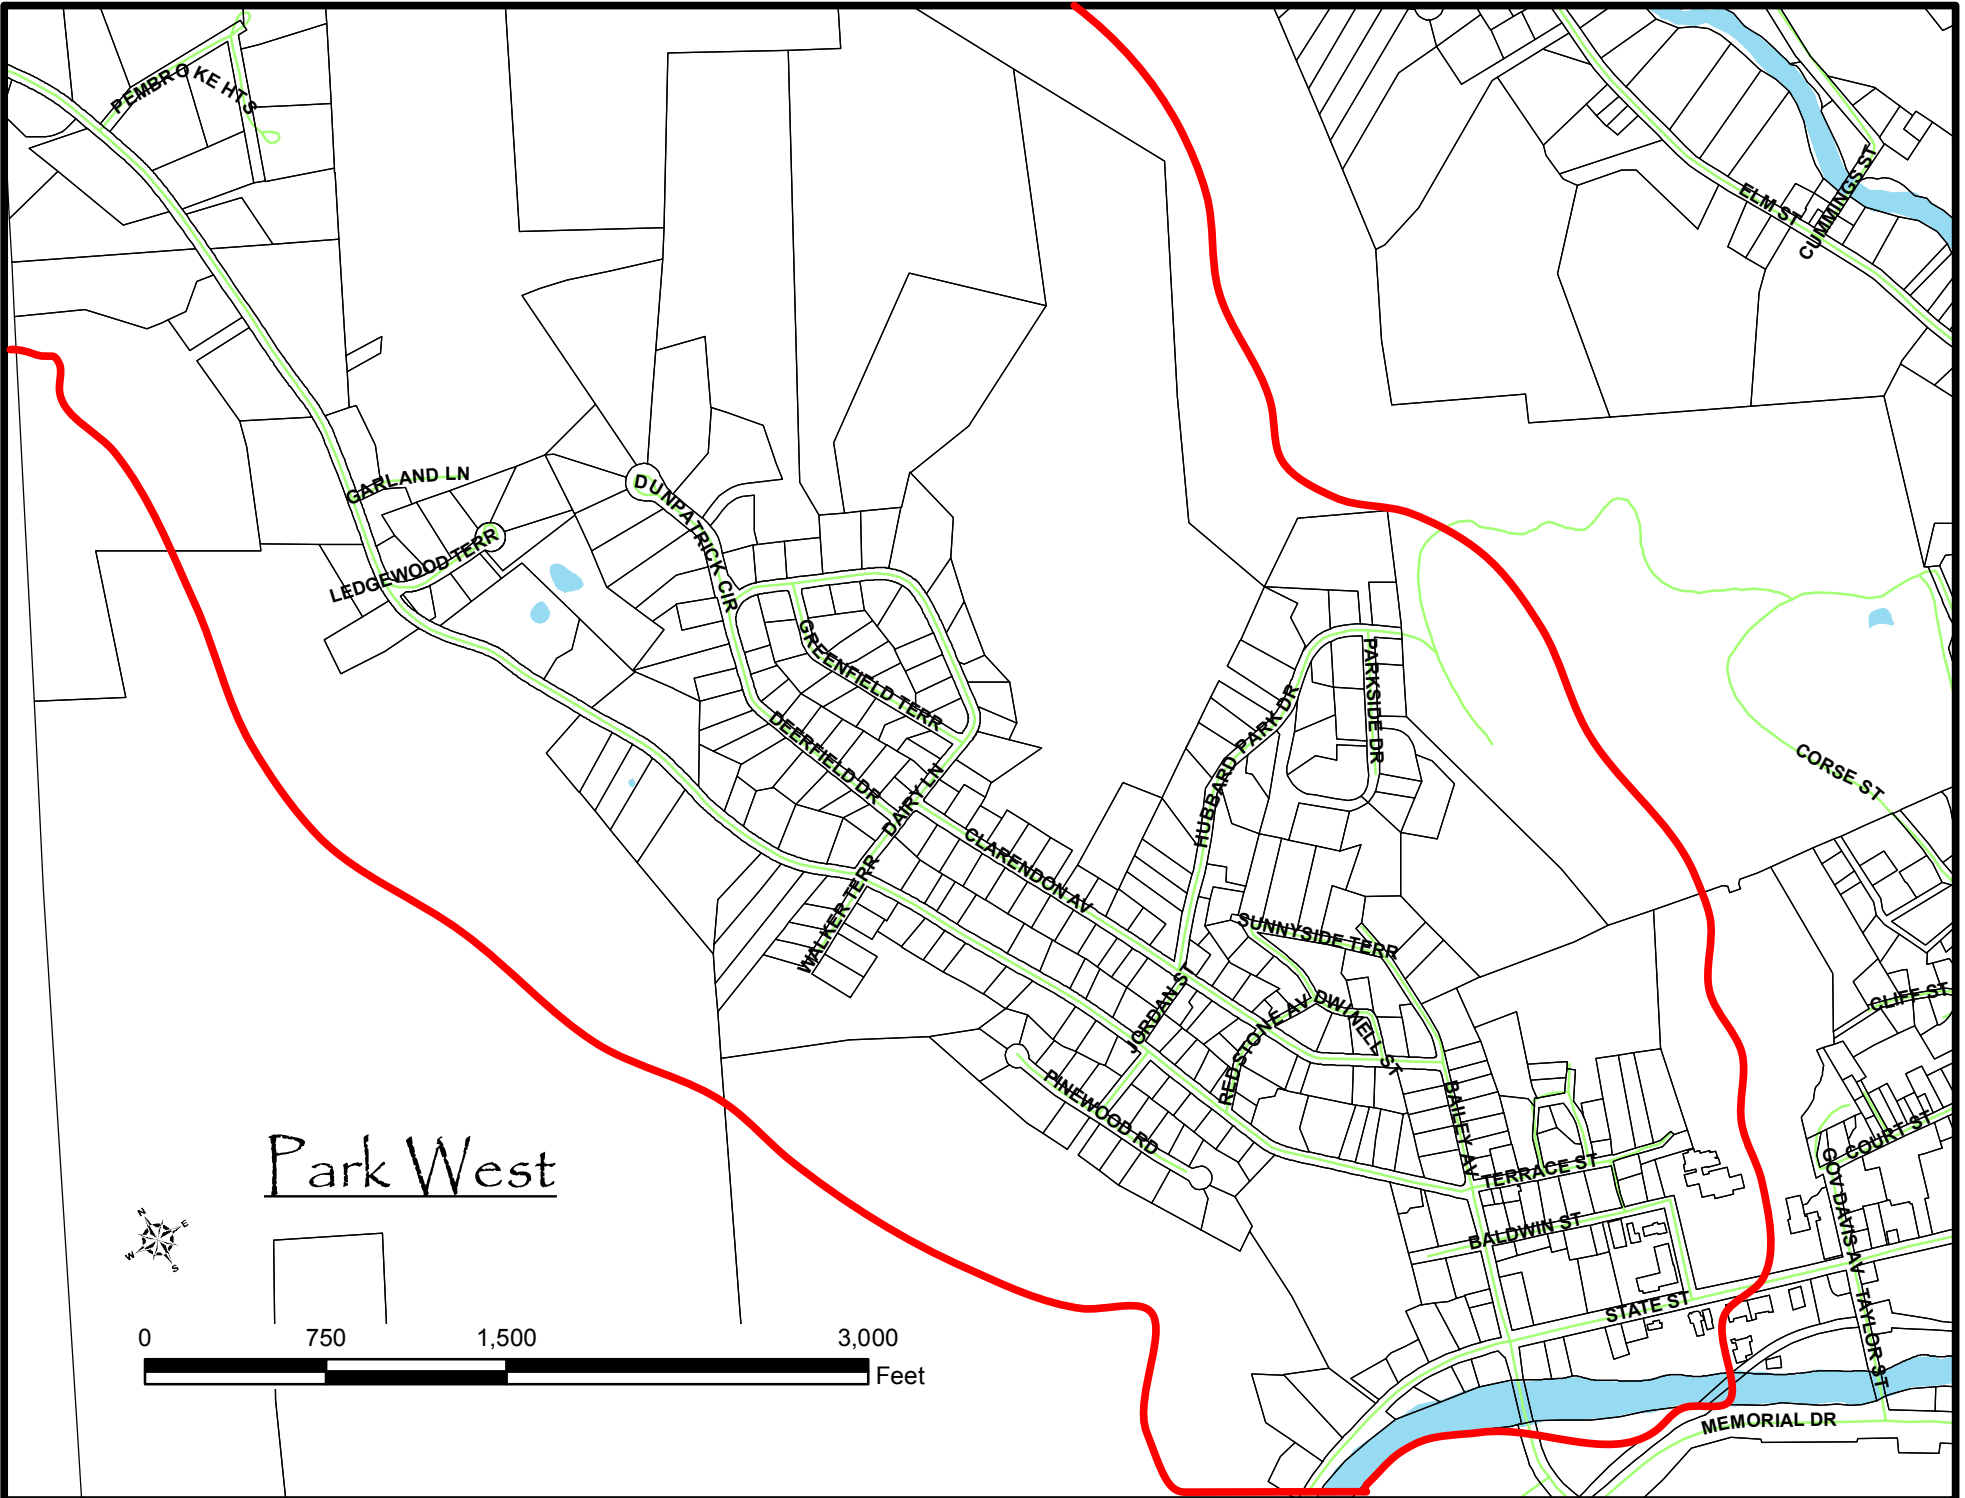 PEMBROKE HTS
ELM ST
CUMMINGS ST
GARLAND LN
DUNPATRICK CIR
LEDGEWOOD TERR
GREENFIELD TERR
PARKSIDE DR
HUBBARD PARK DR
DEERFIELD DR
DAIRY LN
CORSE ST
CLARENDON AV
WALKER TERR
SUNNYSIDE TERR
JORDAN ST
REDSTONE AV
DWINELL ST
CLIFF ST
PINEWOOD RD
BAILEY AV
TERRACE ST
COURT ST
GOV DAVIS AV
BALDWIN ST
STATE ST
TAYLOR ST
MEMORIAL DR
Park West
N
E
W
S
0 750 1,500 3,000
Feet